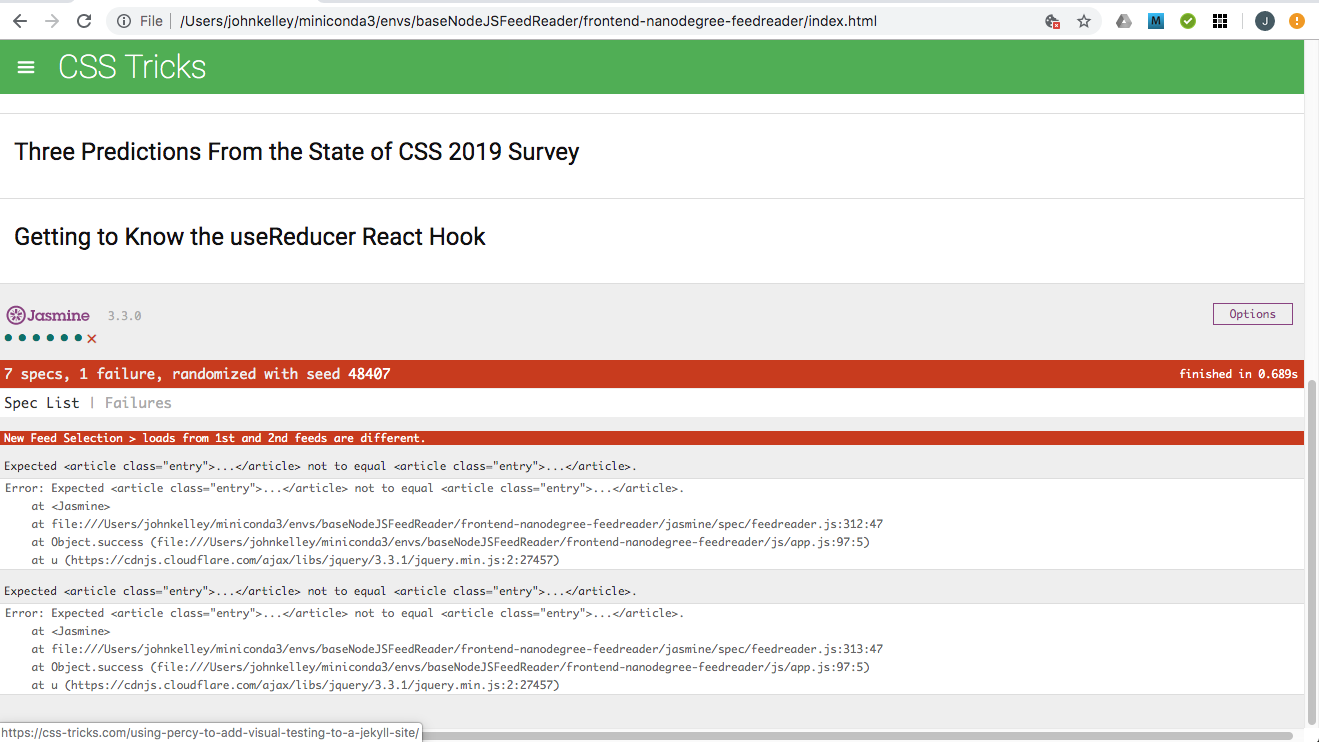 File | /Users/johnkelley/miniconda3/envs/baseNodeJSFeedReader/frontend-nanodegree-feedreader/index.html
M
J
CSS Tricks
Three Predictions From the State of CSS 2019 Survey
Getting to Know the useReducer React Hook
Jasmine 3.3.0
Options
7 specs, 1 failure, randomized with seed 48407
finished in 0.689s
Spec List | Failures
New Feed Selection > loads from 1st and 2nd feeds are different.
Expected <article class="entry">...</article> not to equal <article class="entry">...</article>.
Error: Expected <article class="entry">...</article> not to equal <article class="entry">...</article>.
at <Jasmine>
at file:///Users/johnkelley/miniconda3/envs/baseNodeJSFeedReader/frontend-nanodegree-feedreader/jasmine/spec/feedreader.js:312:47
at Object.success (file:///Users/johnkelley/miniconda3/envs/baseNodeJSFeedReader/frontend-nanodegree-feedreader/js/app.js:97:5)
at u (https://cdnjs.cloudflare.com/ajax/libs/jquery/3.3.1/jquery.min.js:2:27457)
Expected <article class="entry">...</article> not to equal <article class="entry">...</article>.
Error: Expected <article class="entry">...</article> not to equal <article class="entry">...</article>.
at <Jasmine>
at file:///Users/johnkelley/miniconda3/envs/baseNodeJSFeedReader/frontend-nanodegree-feedreader/jasmine/spec/feedreader.js:313:47
at Object.success (file:///Users/johnkelley/miniconda3/envs/baseNodeJSFeedReader/frontend-nanodegree-feedreader/js/app.js:97:5)
at u (https://cdnjs.cloudflare.com/ajax/libs/jquery/3.3.1/jquery.min.js:2:27457)
https://css-tricks.com/using-percy-to-add-visual-testing-to-a-jekyll-site/